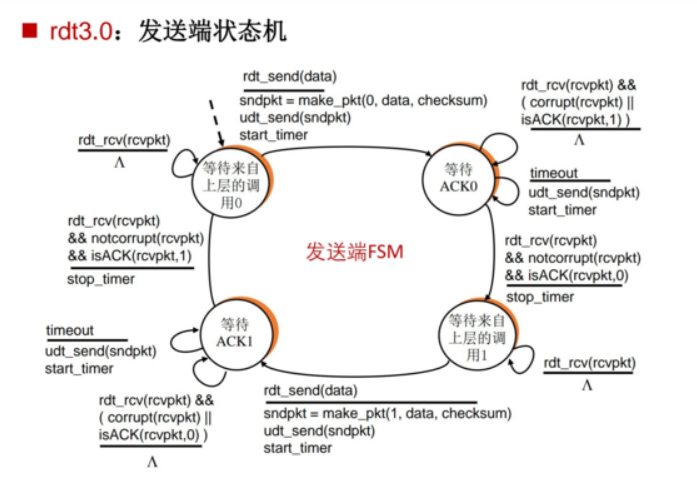 ■ rdt3.0：发送端状态机
rdt_send(data)
sndpkt = make_pkt(0, data, checksum)
udt_send(sndpkt)
start_timer
rdt_rcv(rcvpkt) &&
( corrupt(rcvpkt) ||
isACK(rcvpkt,1) )
Λ
rdt_rcv(rcvpkt)
Λ
等待来自
上层的调
用0
等待
ACK0
timeout
udt_send(sndpkt)
start_timer
rdt_rcv(rcvpkt)
&& notcorrupt(rcvpkt)
&& isACK(rcvpkt,1)
stop_timer
发送端FSM
rdt_rcv(rcvpkt)
&& notcorrupt(rcvpkt)
&& isACK(rcvpkt,0)
stop_timer
timeout
udt_send(sndpkt)
start_timer
等待
ACK1
等待来自
上层的调
用1
rdt_rcv(rcvpkt)
Λ
rdt_rcv(rcvpkt) &&
( corrupt(rcvpkt) ||
isACK(rcvpkt,0) )
Λ
rdt_send(data)
sndpkt = make_pkt(1, data, checksum)
udt_send(sndpkt)
start_timer